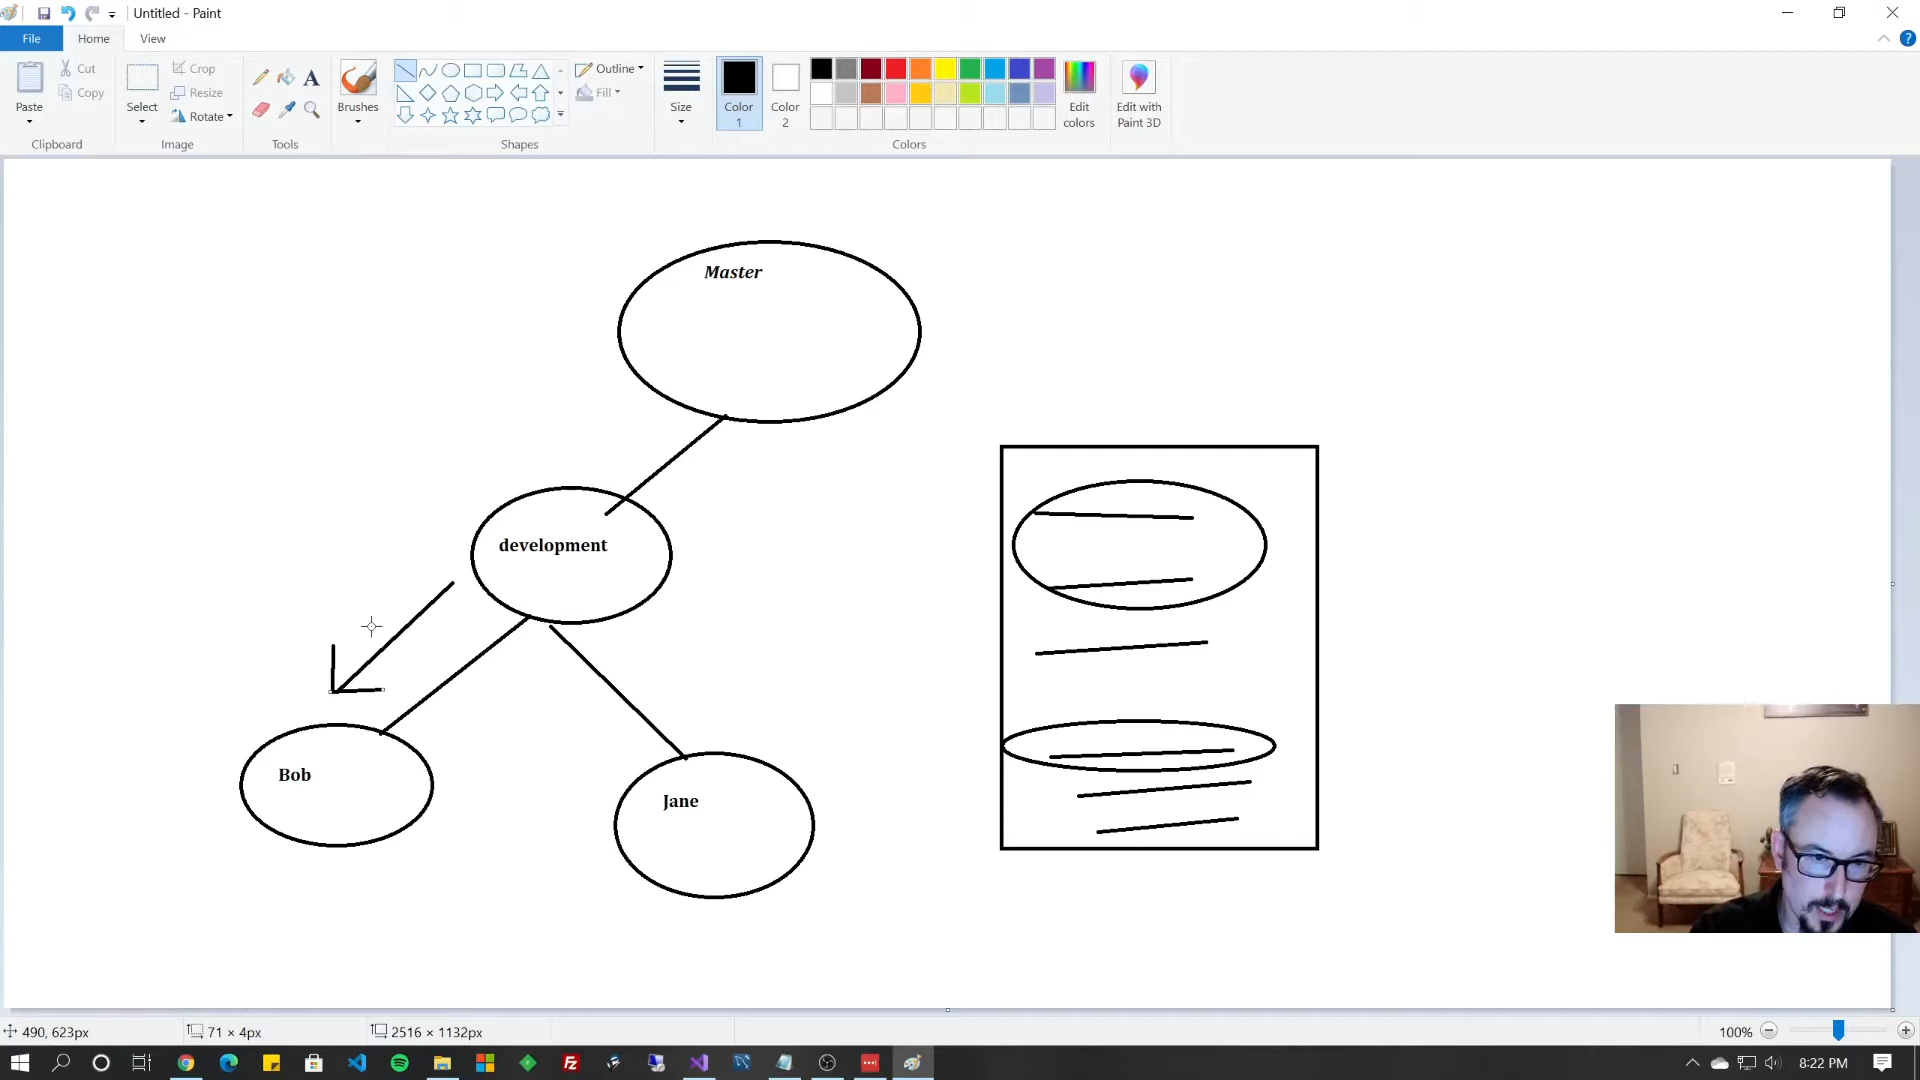 Untitled - Paint
File
Home
View
Paste
Cut
Copy
Clipboard
Select
Crop
Resize
Rotate
Image
A
Tools
Brushes
Outline
Fill
Shapes
Size
Color
1
Color
2
Edit
colors
Colors
Edit with
Paint 3D
Master
development
Bob
Jane
490, 623px
71 × 4px
2516 × 1132px
100%
8:22 PM